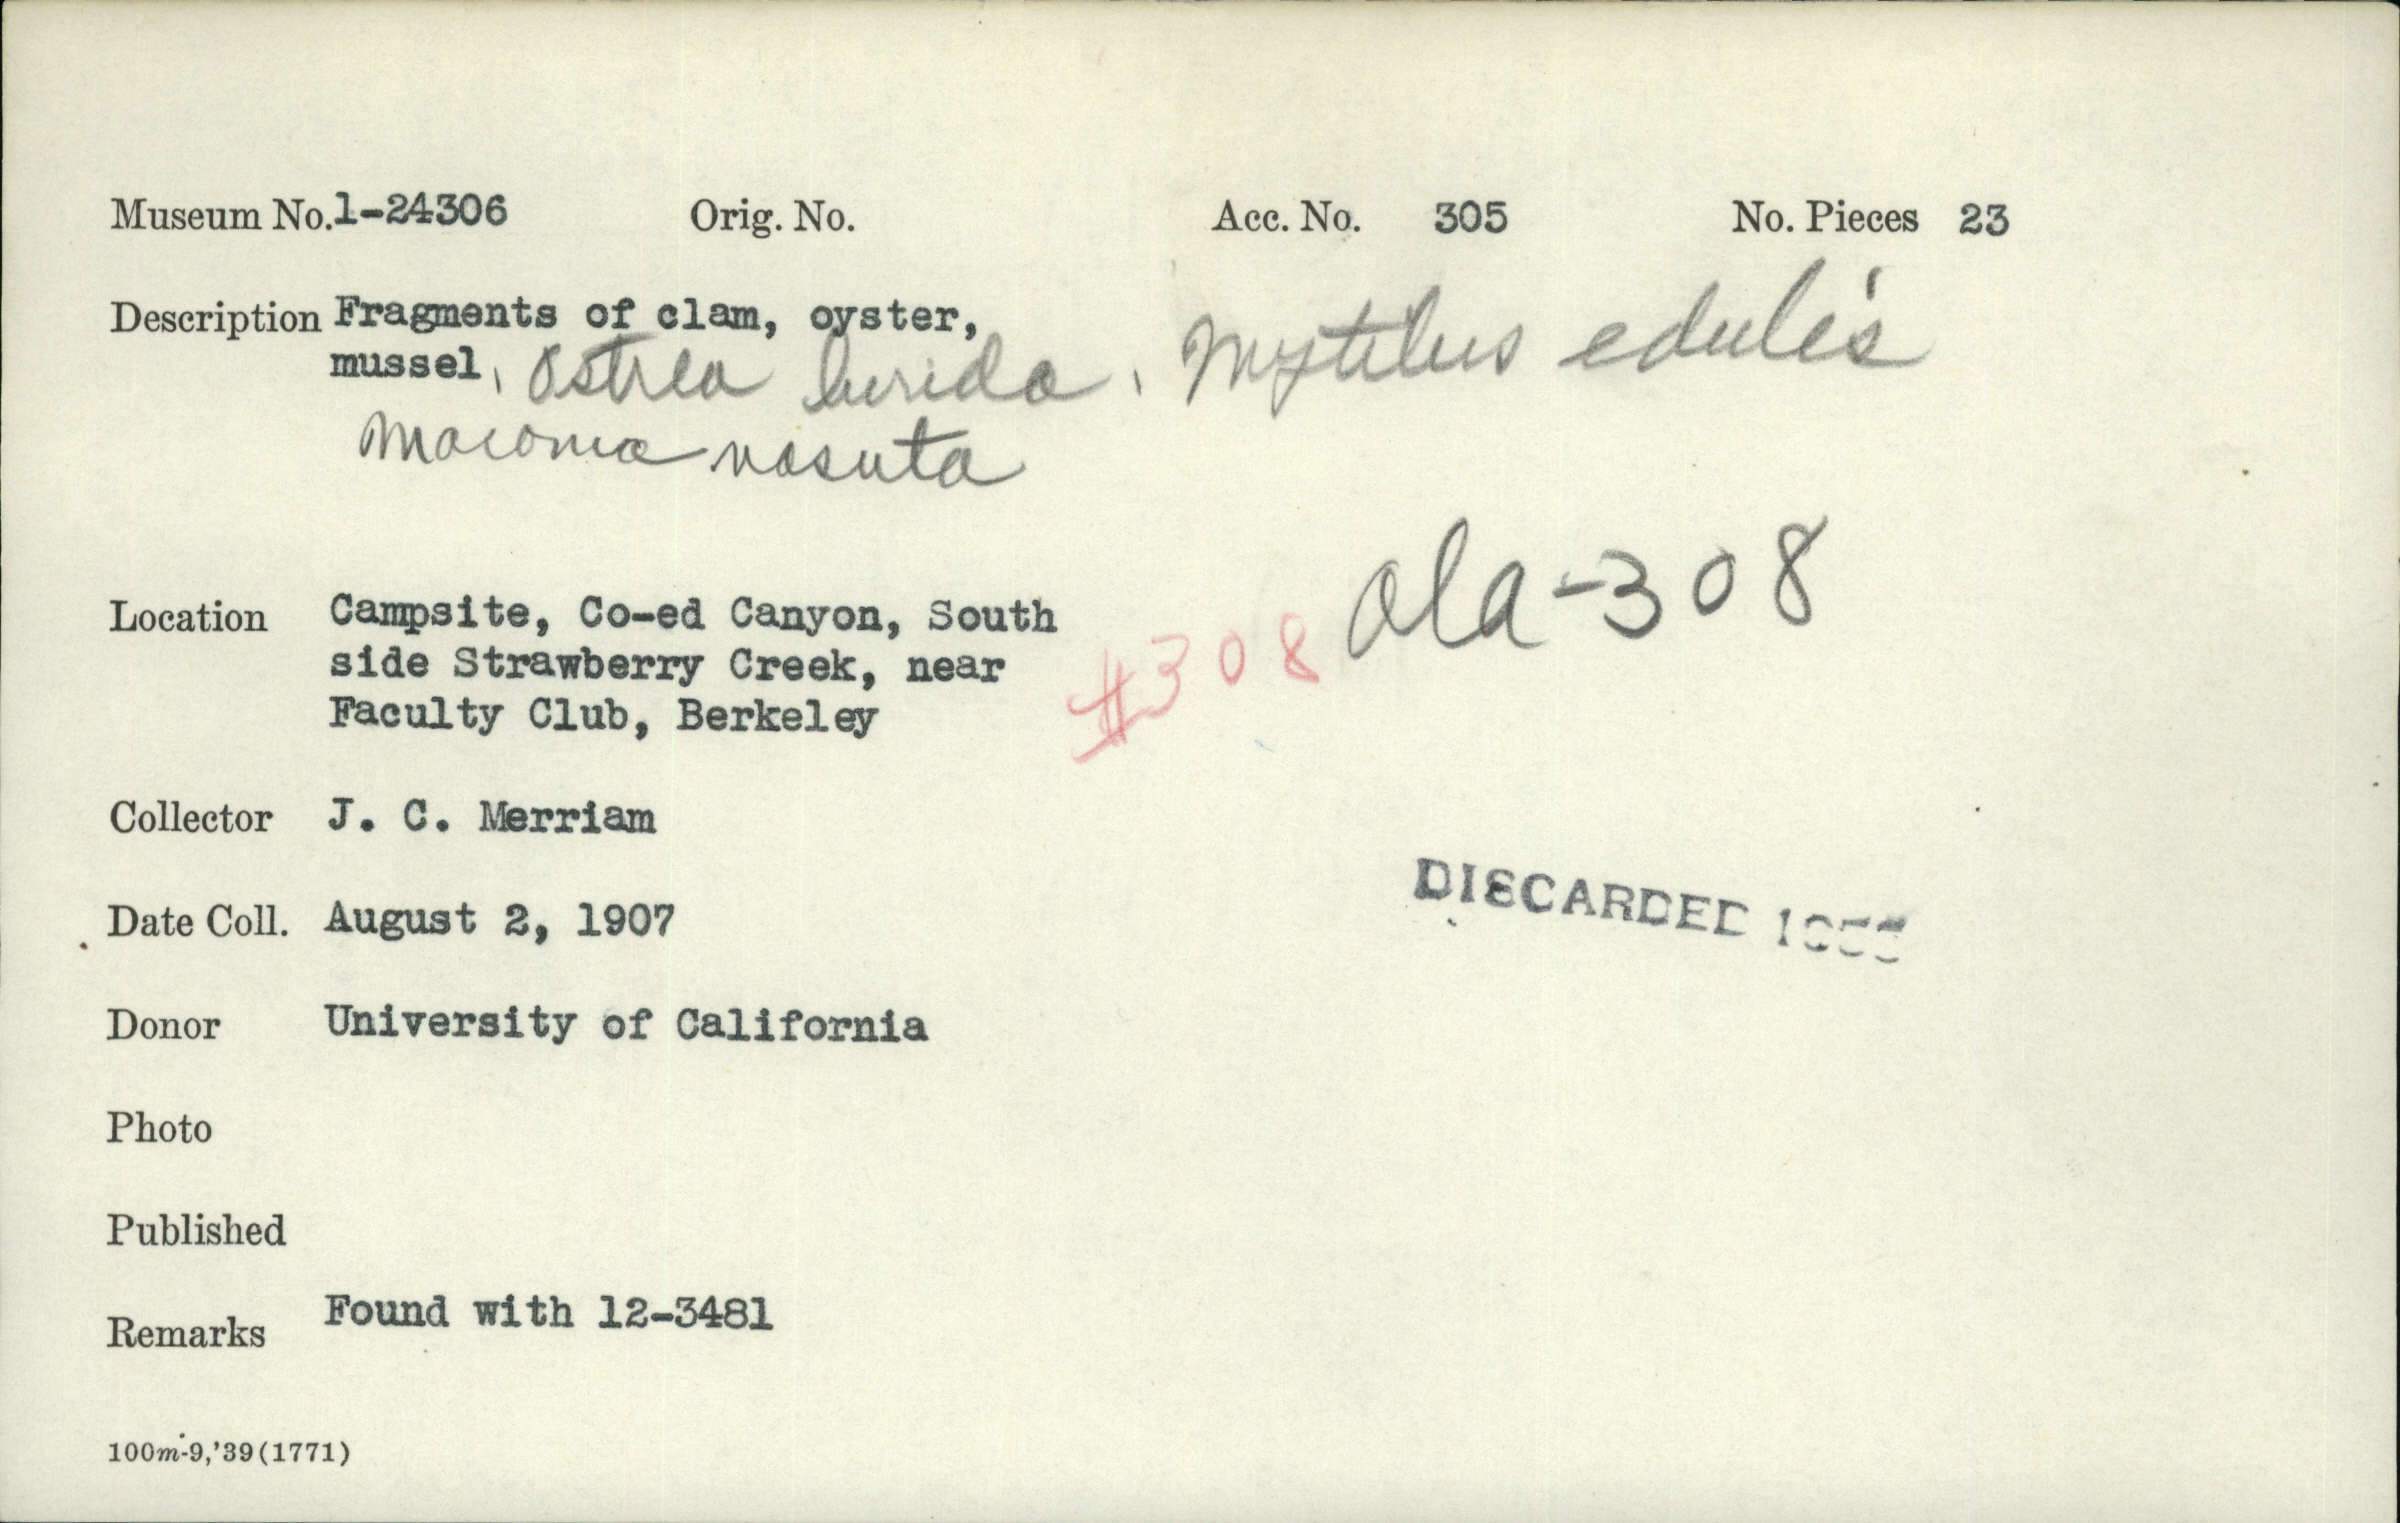 Museum No. 1-24306 Orig. No. Acc. No. 305 No. Pieces 23
Description Fragments of clam, oyster,
mussel, Ostrea lurida, Mytilus edulis
Macoma nasuta
Ala-308
Location Campsite, Co-ed Canyon, South
side Strawberry Creek, near #308
Faculty Club, Berkeley
Collector J. C. Merriam
DISCARDED
Date Coll. August 2, 1907
Donor University of California
Photo
Published
Remarks Found with 12-3481
100m-9,'39(1771)